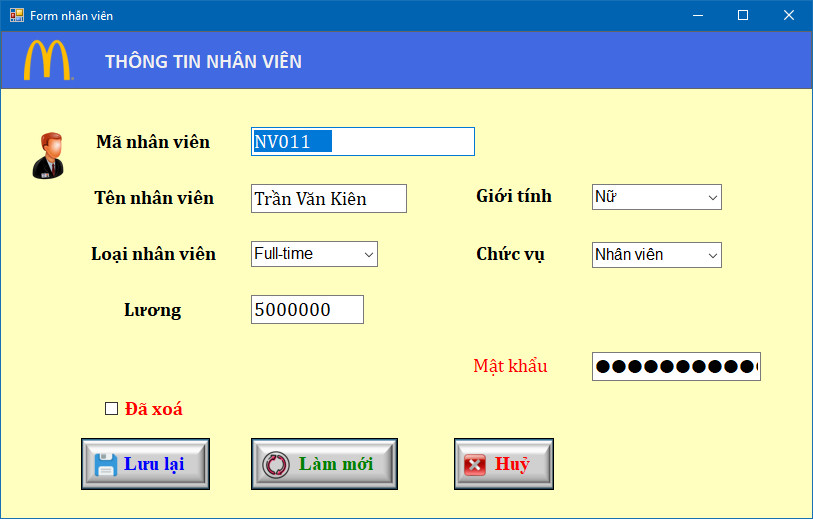 Form nhân viên
THÔNG TIN NHÂN VIÊN
Mã nhân viên NV011
Tên nhân viên Trần Văn Kiên Giới tính Nữ
Loại nhân viên Full-time Chức vụ Nhân viên
Lương 5000000
Mật khẩu ●●●●●●●●●●●
Đã xoá
Lưu lại Làm mới Huỷ